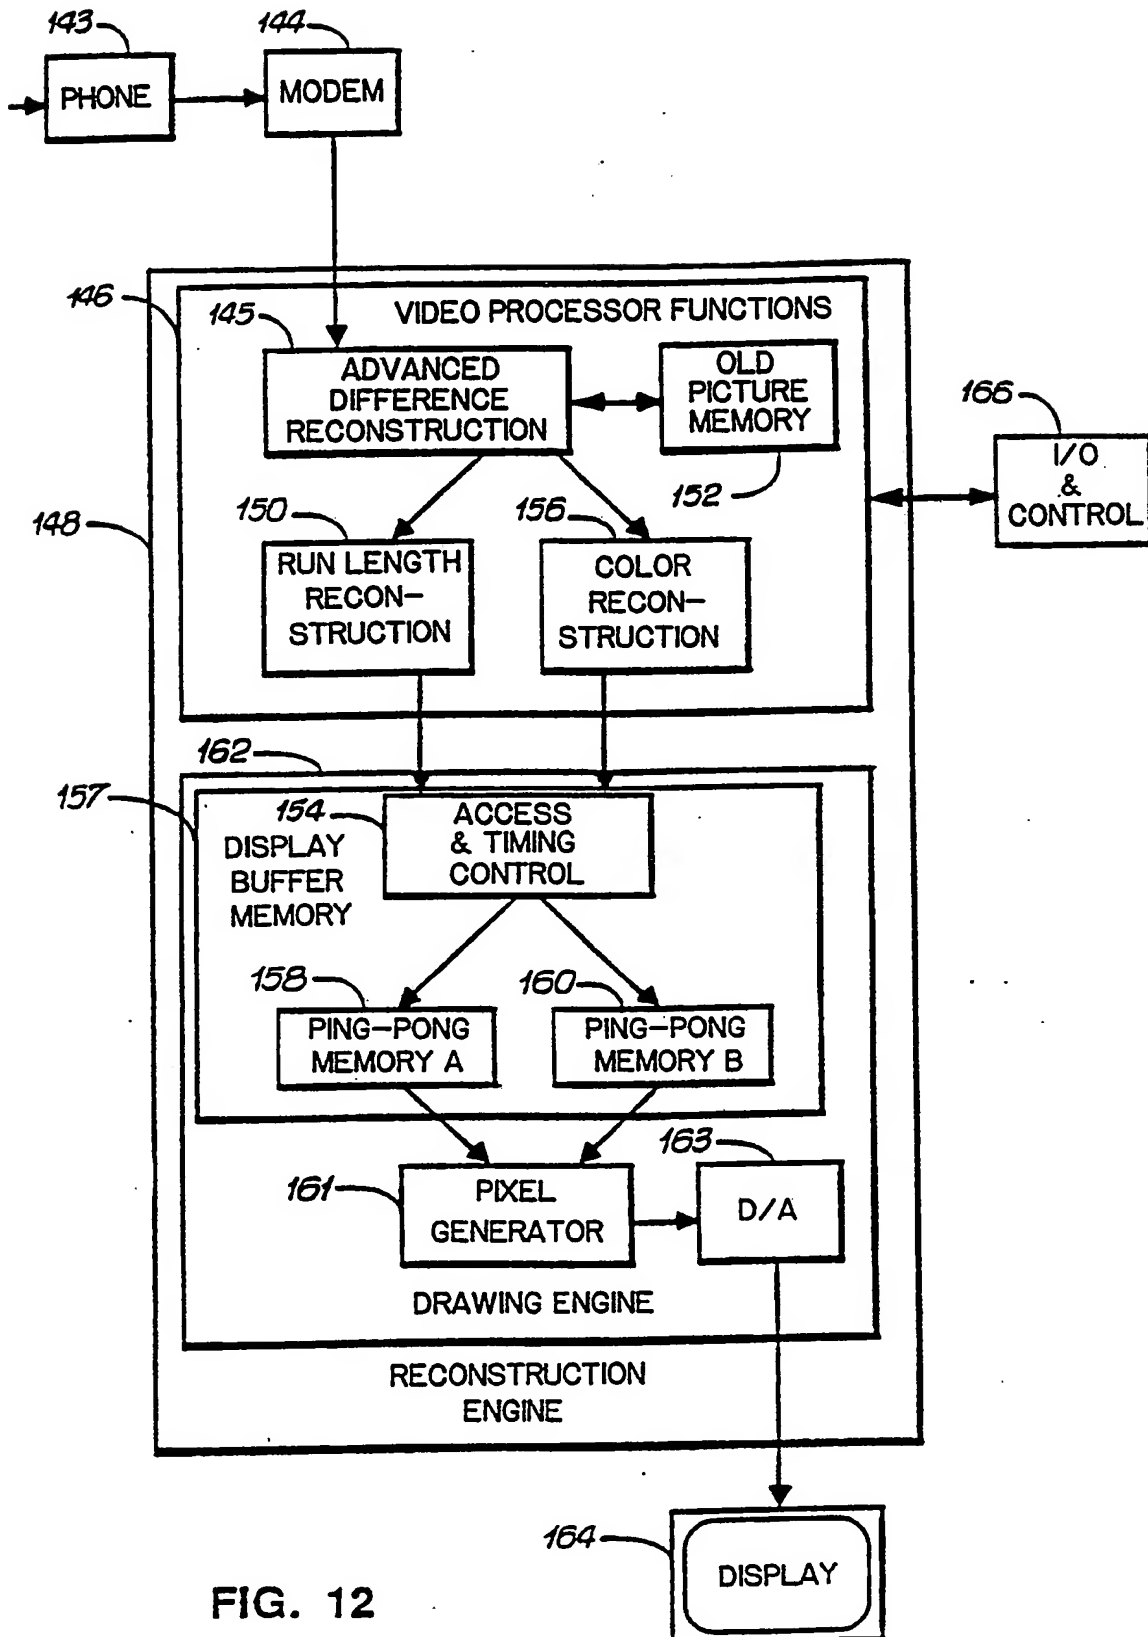 143
144
PHONE
MODEM
146
145
VIDEO PROCESSOR FUNCTIONS
ADVANCED
DIFFERENCE
RECONSTRUCTION
OLD
PICTURE
MEMORY
166
I/O
&
CONTROL
148
150
156
152
RUN LENGTH
RECON-
STRUCTION
COLOR
RECON-
STRUCTION
162
157
154
ACCESS
& TIMING
CONTROL
DISPLAY
BUFFER
MEMORY
158
160
PING-PONG
MEMORY A
PING-PONG
MEMORY B
163
161
PIXEL
GENERATOR
D/A
DRAWING ENGINE
RECONSTRUCTION
ENGINE
164
DISPLAY
FIG. 12